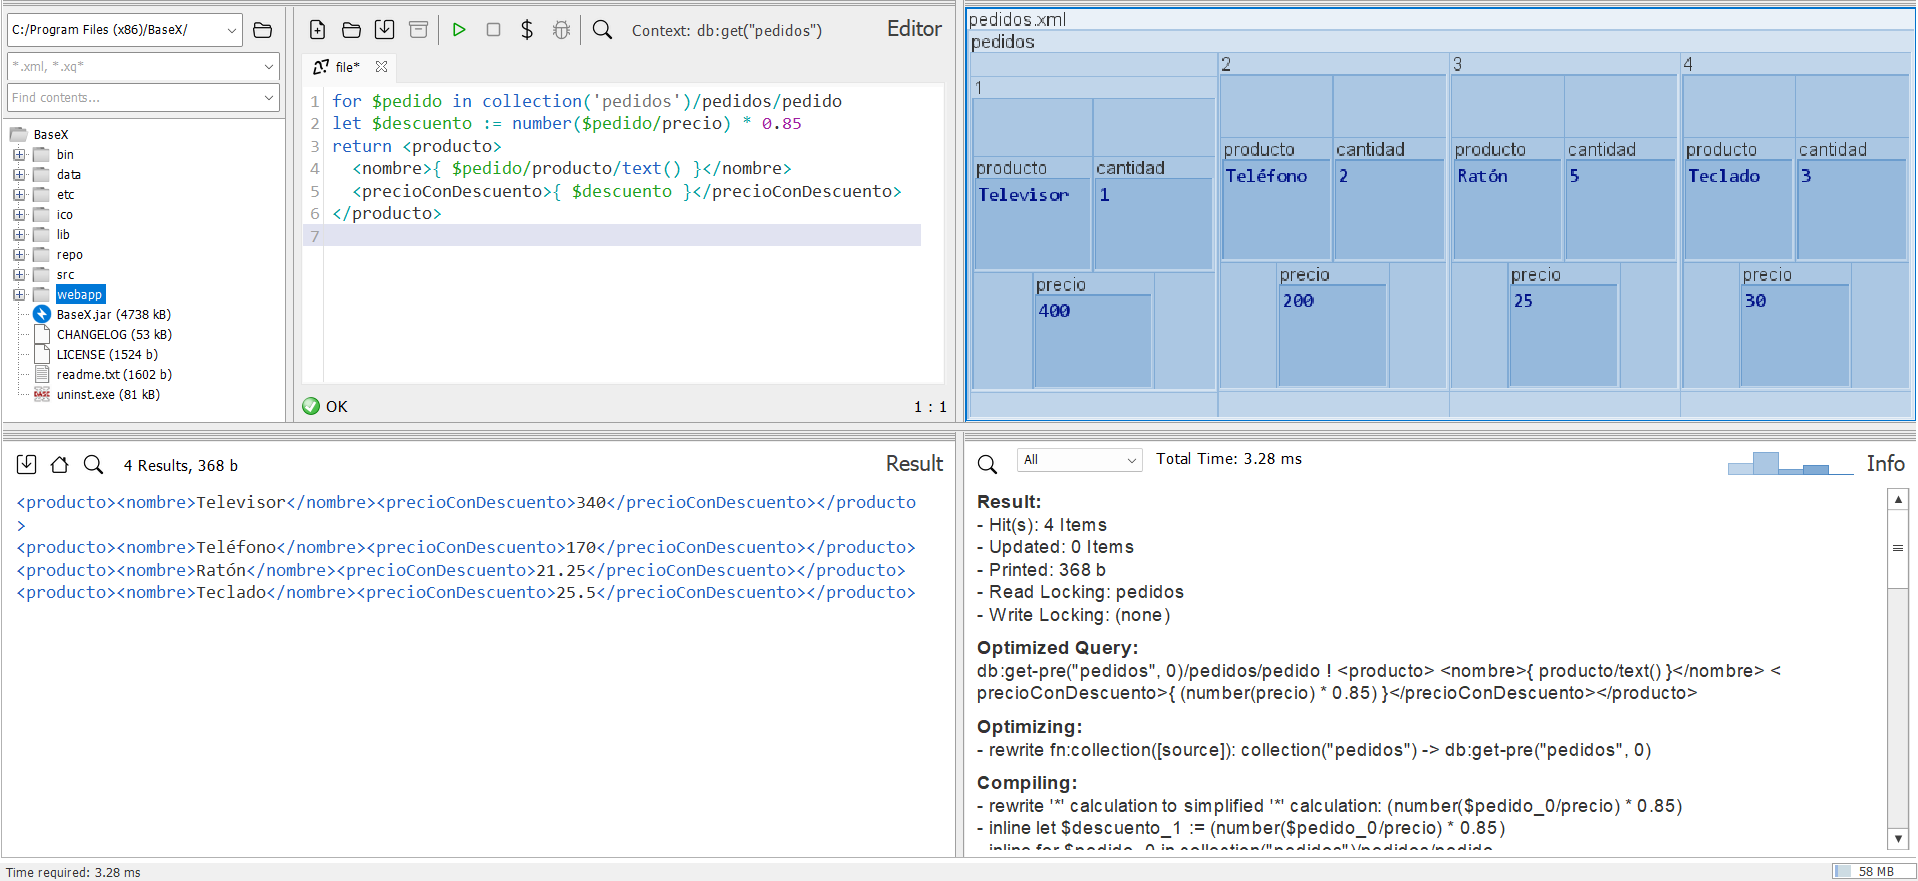 C:/Program Files (x86)/BaseX/
*.xml, *.xq*
Find contents...
BaseX
bin
data
etc
ico
lib
repo
src
webapp
BaseX.jar (4738 kB)
CHANGELOG (53 kB)
LICENSE (1524 b)
readme.txt (1602 b)
uninst.exe (81 kB)
Context: db:get("pedidos")
Editor
file*
1 for $pedido in collection('pedidos')/pedidos/pedido
2 let $descuento := number($pedido/precio) * 0.85
3 return <producto>
4 <nombre>{ $pedido/producto/text() }</nombre>
5 <precioConDescuento>{ $descuento }</precioConDescuento>
6 </producto>
7
OK
1 : 1
pedidos.xml
pedidos
1
producto
Televisor
cantidad
1
precio
400
2
producto
Teléfono
cantidad
2
precio
200
3
producto
Ratón
cantidad
5
precio
25
4
producto
Teclado
cantidad
3
precio
30
4 Results, 368 b
Result
<producto><nombre>Televisor</nombre><precioConDescuento>340</precioConDescuento></producto
>
<producto><nombre>Teléfono</nombre><precioConDescuento>170</precioConDescuento></producto>
<producto><nombre>Ratón</nombre><precioConDescuento>21.25</precioConDescuento></producto>
<producto><nombre>Teclado</nombre><precioConDescuento>25.5</precioConDescuento></producto>
All
Total Time: 3.28 ms
Info
Result:
- Hit(s): 4 Items
- Updated: 0 Items
- Printed: 368 b
- Read Locking: pedidos
- Write Locking: (none)
Optimized Query:
db:get-pre("pedidos", 0)/pedidos/pedido ! <producto> <nombre>{ producto/text() }</nombre> <
precioConDescuento>{ (number(precio) * 0.85) }</precioConDescuento></producto>
Optimizing:
- rewrite fn:collection([source]): collection("pedidos") -> db:get-pre("pedidos", 0)
Compiling:
- rewrite '*' calculation to simplified '*' calculation: (number($pedido_0/precio) * 0.85)
- inline let $descuento_1 := (number($pedido_0/precio) * 0.85)
- inline for $pedido_0 in collection("pedidos")/pedidos/pedido
Time required: 3.28 ms
58 MB